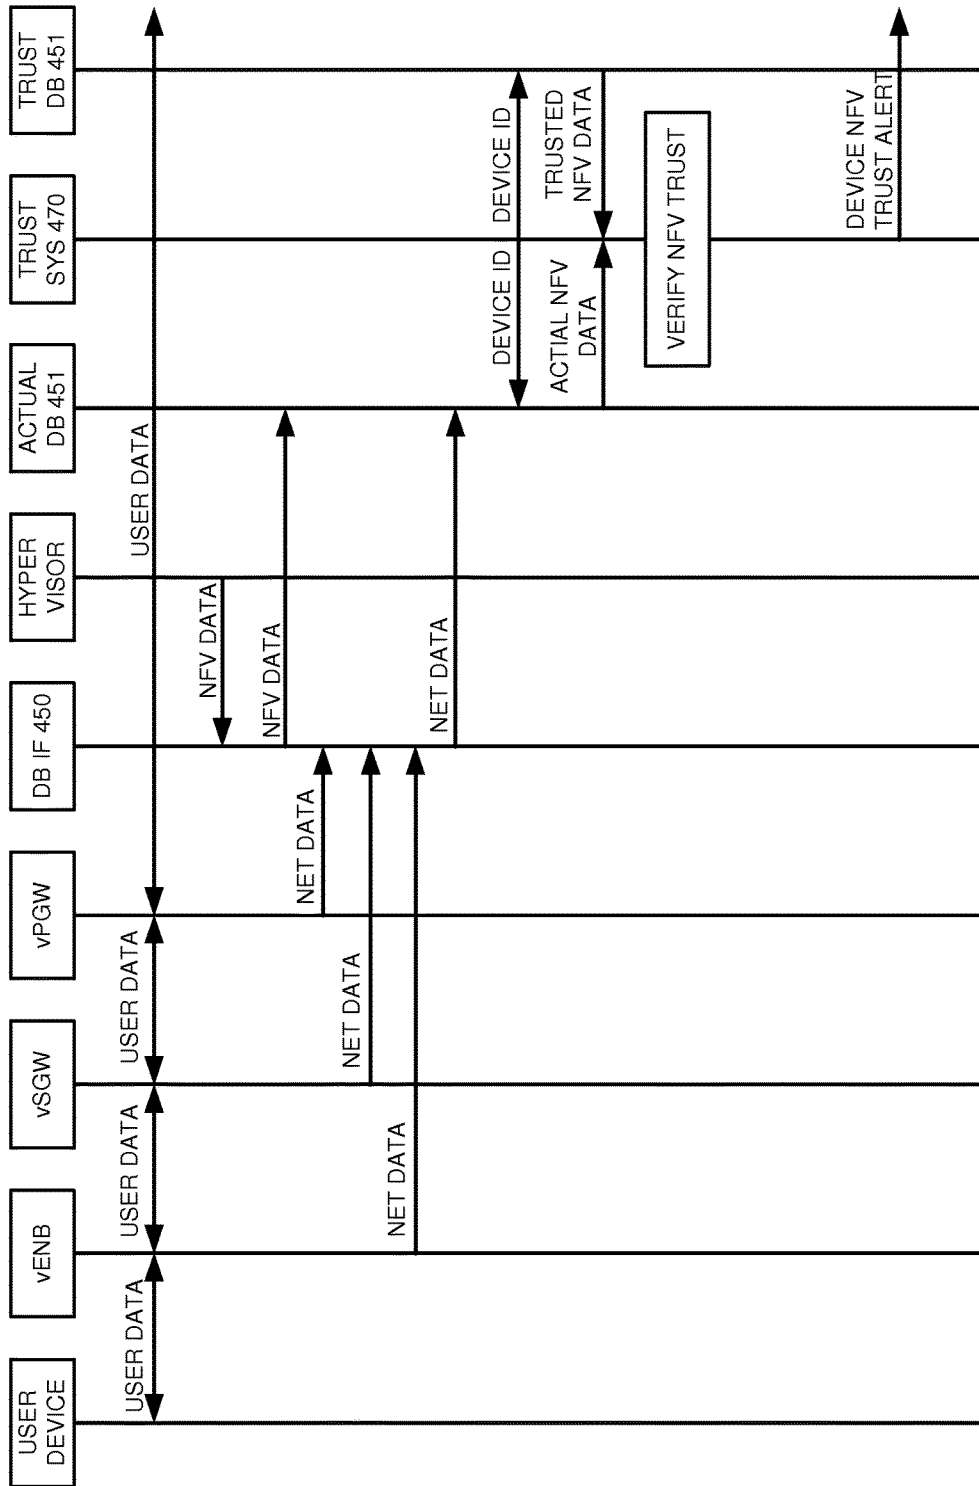 USER
DEVICE
vENB
vSGW
vPGW
DB IF 450
HYPER
VISOR
ACTUAL
DB 451
TRUST
SYS 470
TRUST
DB 451
USER DATA
USER DATA
USER DATA
USER DATA
NFV DATA
NFV DATA
NET DATA
NET DATA
NET DATA
NET DATA
DEVICE ID
DEVICE ID
ACTIAL NFV
DATA
TRUSTED
NFV DATA
VERIFY NFV TRUST
DEVICE NFV
TRUST ALERT